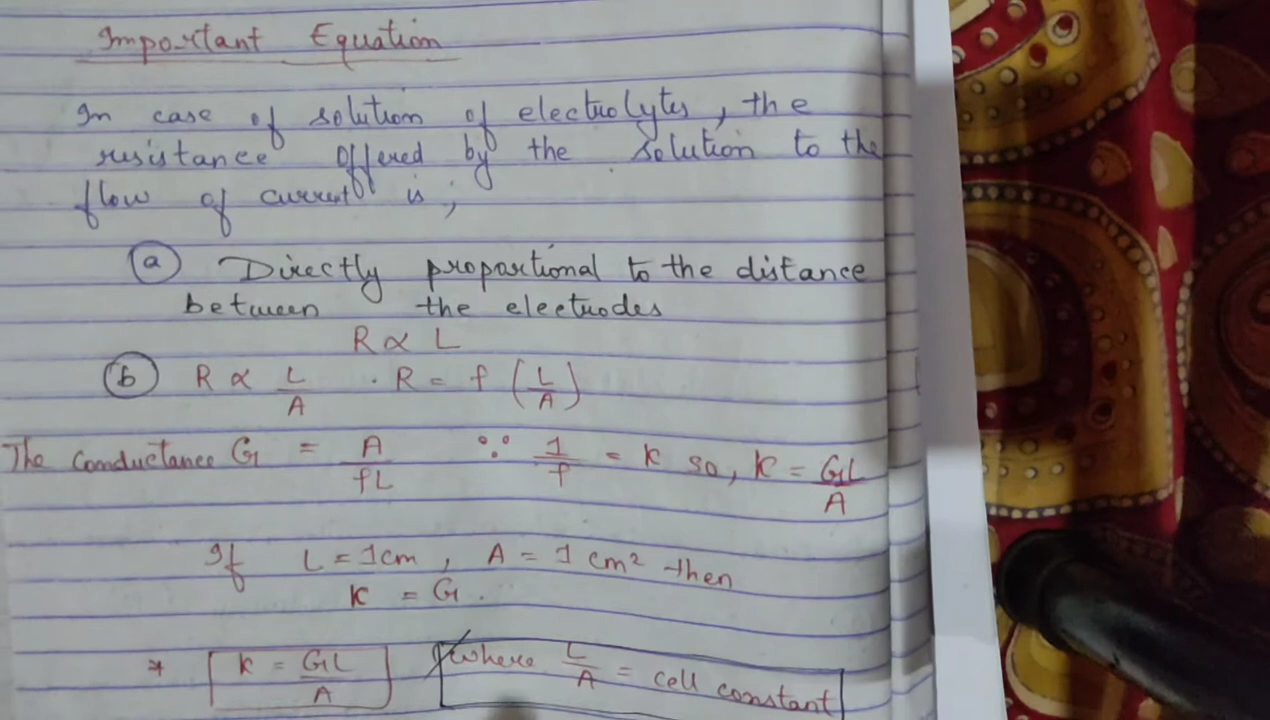 Important Equation
In case of solution of electrolytes, the
resistance offered by the solution to the
flow of current is;
(a) Directly proportional to the distance
between the electrodes
R ∝ L
(b) R ∝ L/A . R = f (L/A)
The Conductance G = A/fL ∵ 1/f = K so, K = GL/A
If L = 1cm, A = 1 cm² then
K = G.
* K = GL/A where L/A = cell constant